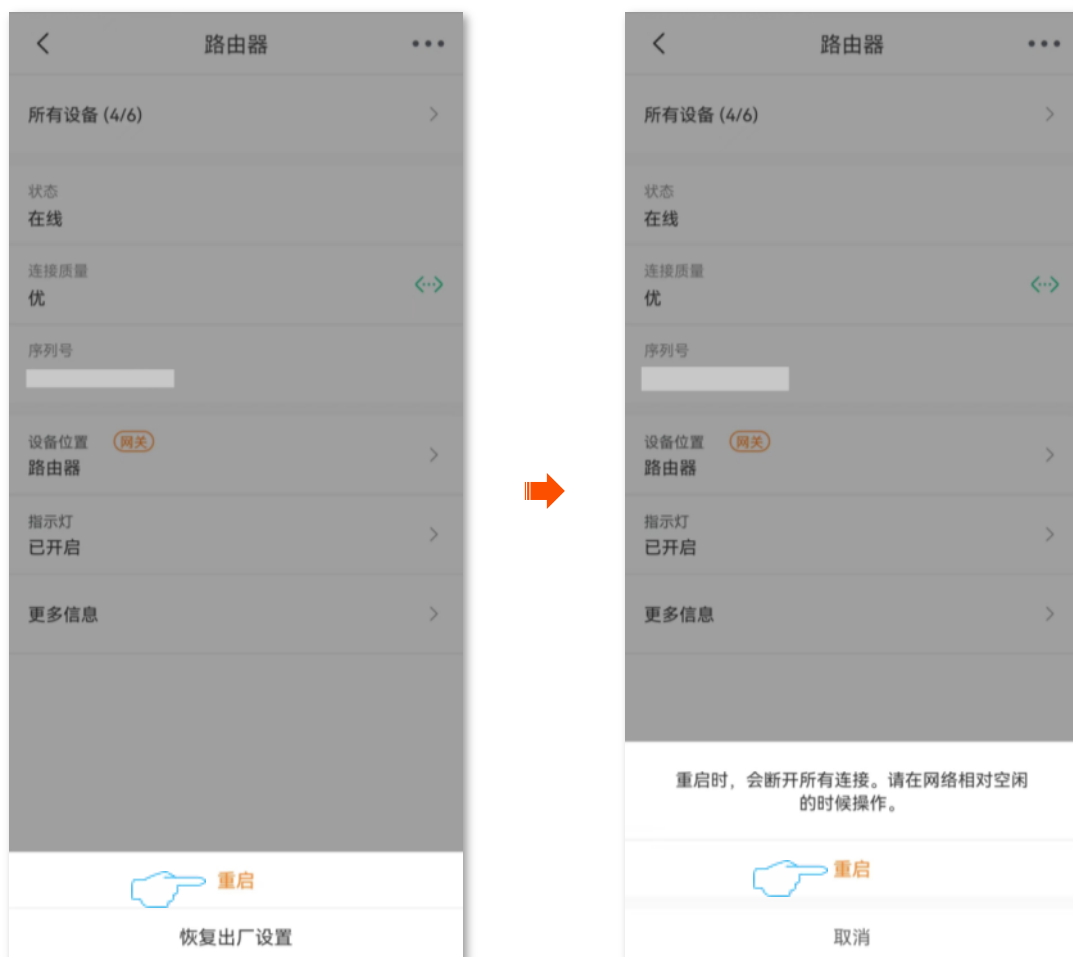 路由器
所有设备 (4/6)
状态
在线
连接质量
优
序列号
设备位置 网关
路由器
指示灯
已开启
更多信息
重启
恢复出厂设置
路由器
所有设备 (4/6)
状态
在线
连接质量
优
序列号
设备位置 网关
路由器
指示灯
已开启
更多信息
重启时，会断开所有连接。请在网络相对空闲
的时候操作。
重启
取消